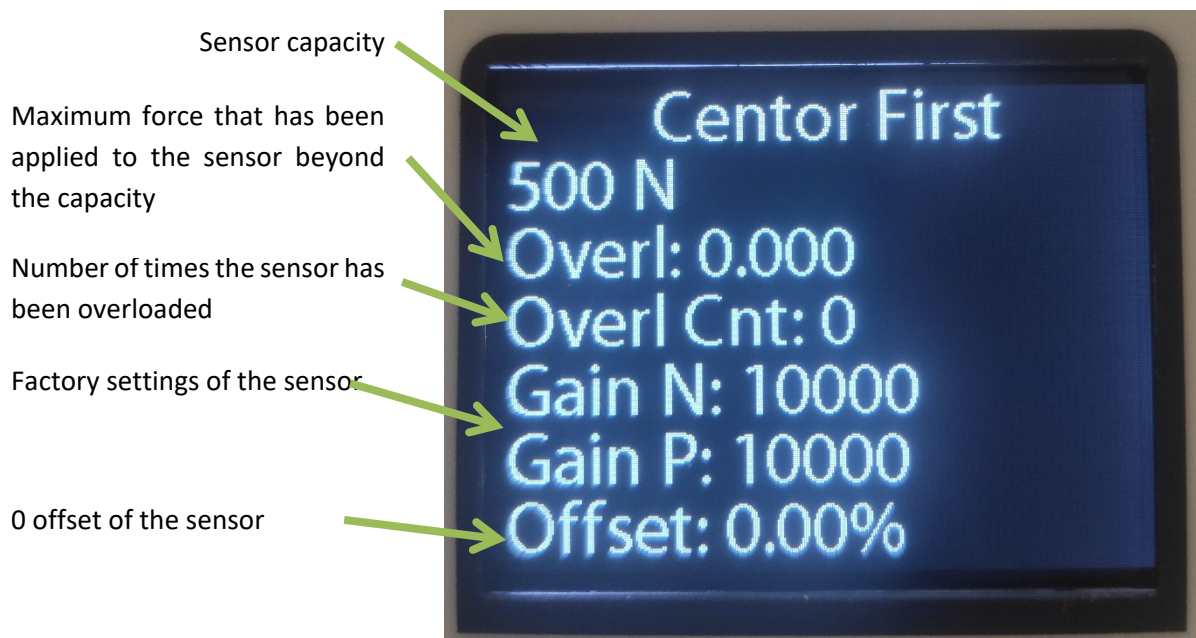 Sensor capacity
Maximum force that has been
applied to the sensor beyond
the capacity
Number of times the sensor has
been overloaded
Factory settings of the sensor
0 offset of the sensor
Centor First
500 N
Overl: 0.000
Overl Cnt: 0
Gain N: 10000
Gain P: 10000
Offset: 0.00%